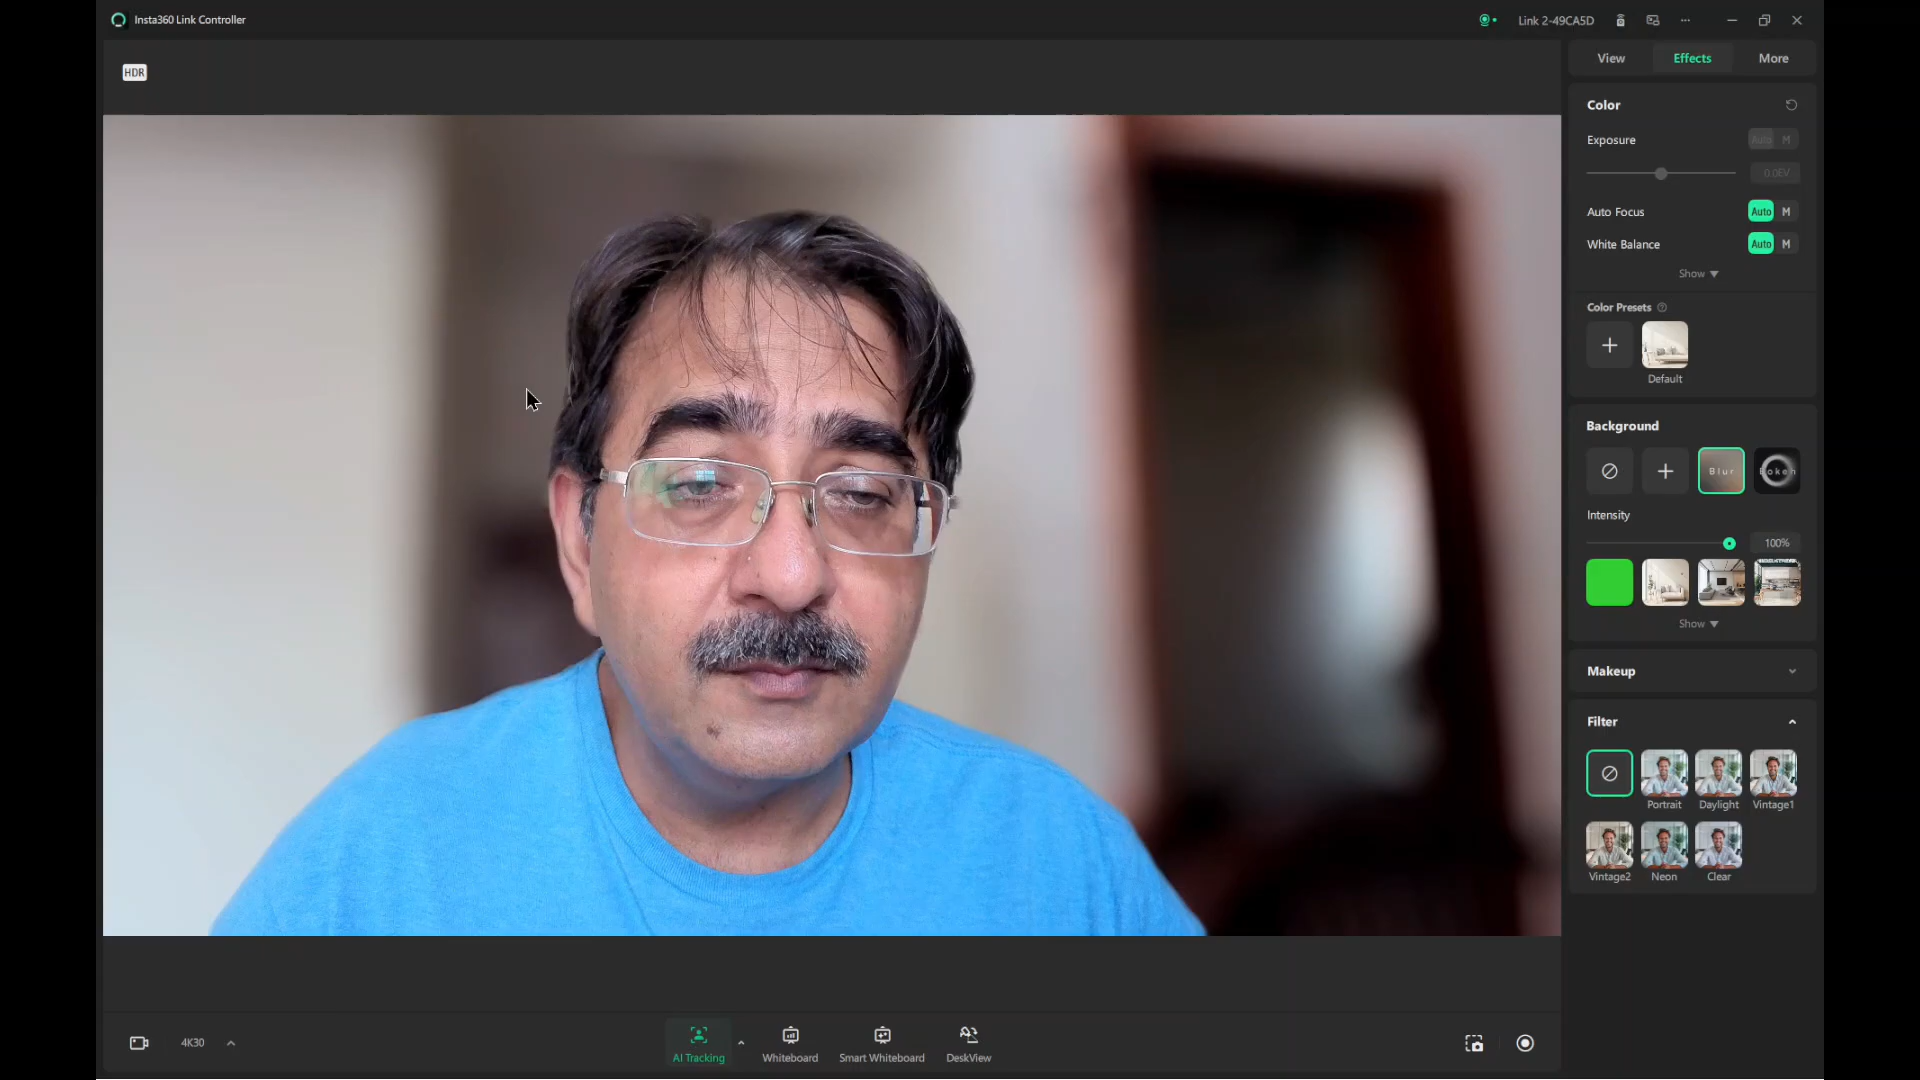 Insta360 Link Controller
Link 2-49CA5D
HDR
View
Effects
More
Color
Exposure
Auto
M
0.0EV
Auto Focus
Auto
M
White Balance
Auto
M
Show
Color Presets
Default
Background
Blur
Bokeh
Intensity
100%
Show
Makeup
Filter
Portrait
Daylight
Vintage1
Vintage2
Neon
Clear
4K30
AI Tracking
Whiteboard
Smart Whiteboard
DeskView